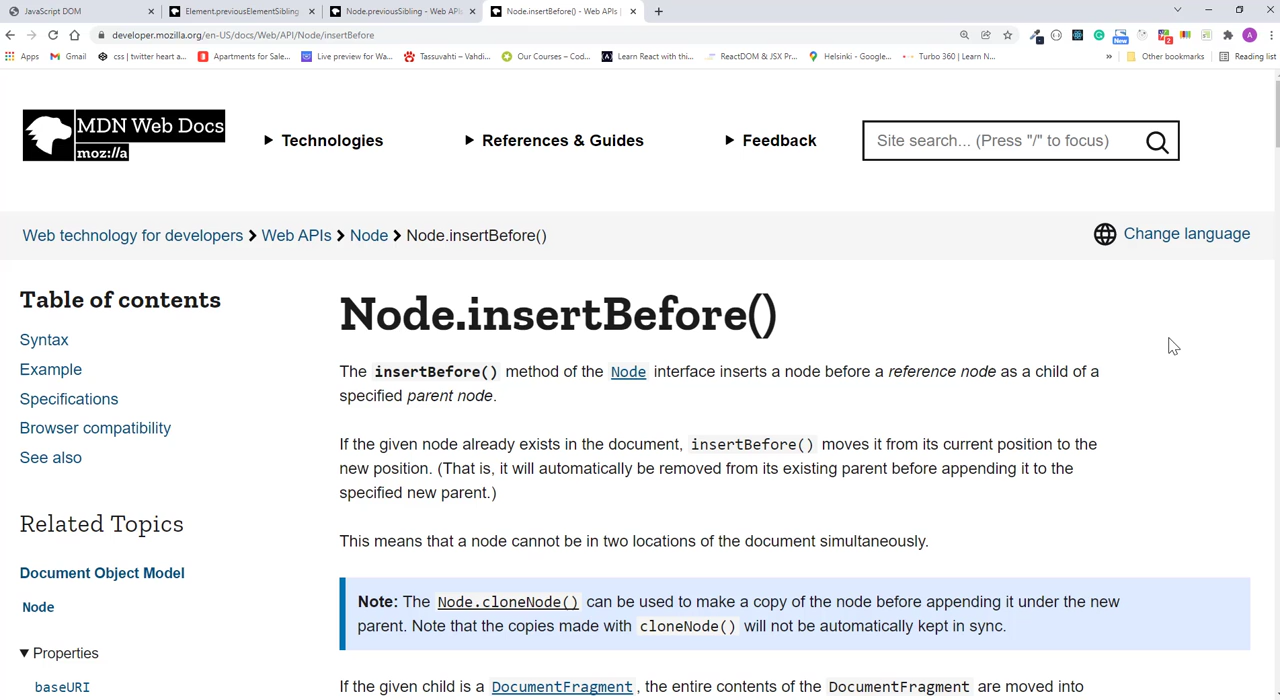 JavaScript DOM
Element.previousElementSibling
Node.previousSibling - Web APIs
Node.insertBefore() - Web APIs |
developer.mozilla.org/en-US/docs/Web/API/Node/insertBefore
Apps
Gmail
css | twitter heart a...
Apartments for Sale...
Live preview for Wa...
Tassuvahti – Vahdi...
Our Courses – Cod...
Learn React with thi...
ReactDOM & JSX Pr...
Helsinki - Google...
Turbo 360 | Learn N...
»
Other bookmarks
Reading list
MDN Web Docs
moz://a
Technologies
References & Guides
Feedback
Site search... (Press "/" to focus)
Web technology for developers > Web APIs > Node > Node.insertBefore()
Change language
Table of contents
Syntax
Example
Specifications
Browser compatibility
See also
Related Topics
Document Object Model
Node
Properties
baseURI
Node.insertBefore()
The insertBefore() method of the Node interface inserts a node before a reference node as a child of a
specified parent node.
If the given node already exists in the document, insertBefore() moves it from its current position to the
new position. (That is, it will automatically be removed from its existing parent before appending it to the
specified new parent.)
This means that a node cannot be in two locations of the document simultaneously.
Note: The Node.cloneNode() can be used to make a copy of the node before appending it under the new
parent. Note that the copies made with cloneNode() will not be automatically kept in sync.
If the given child is a DocumentFragment, the entire contents of the DocumentFragment are moved into